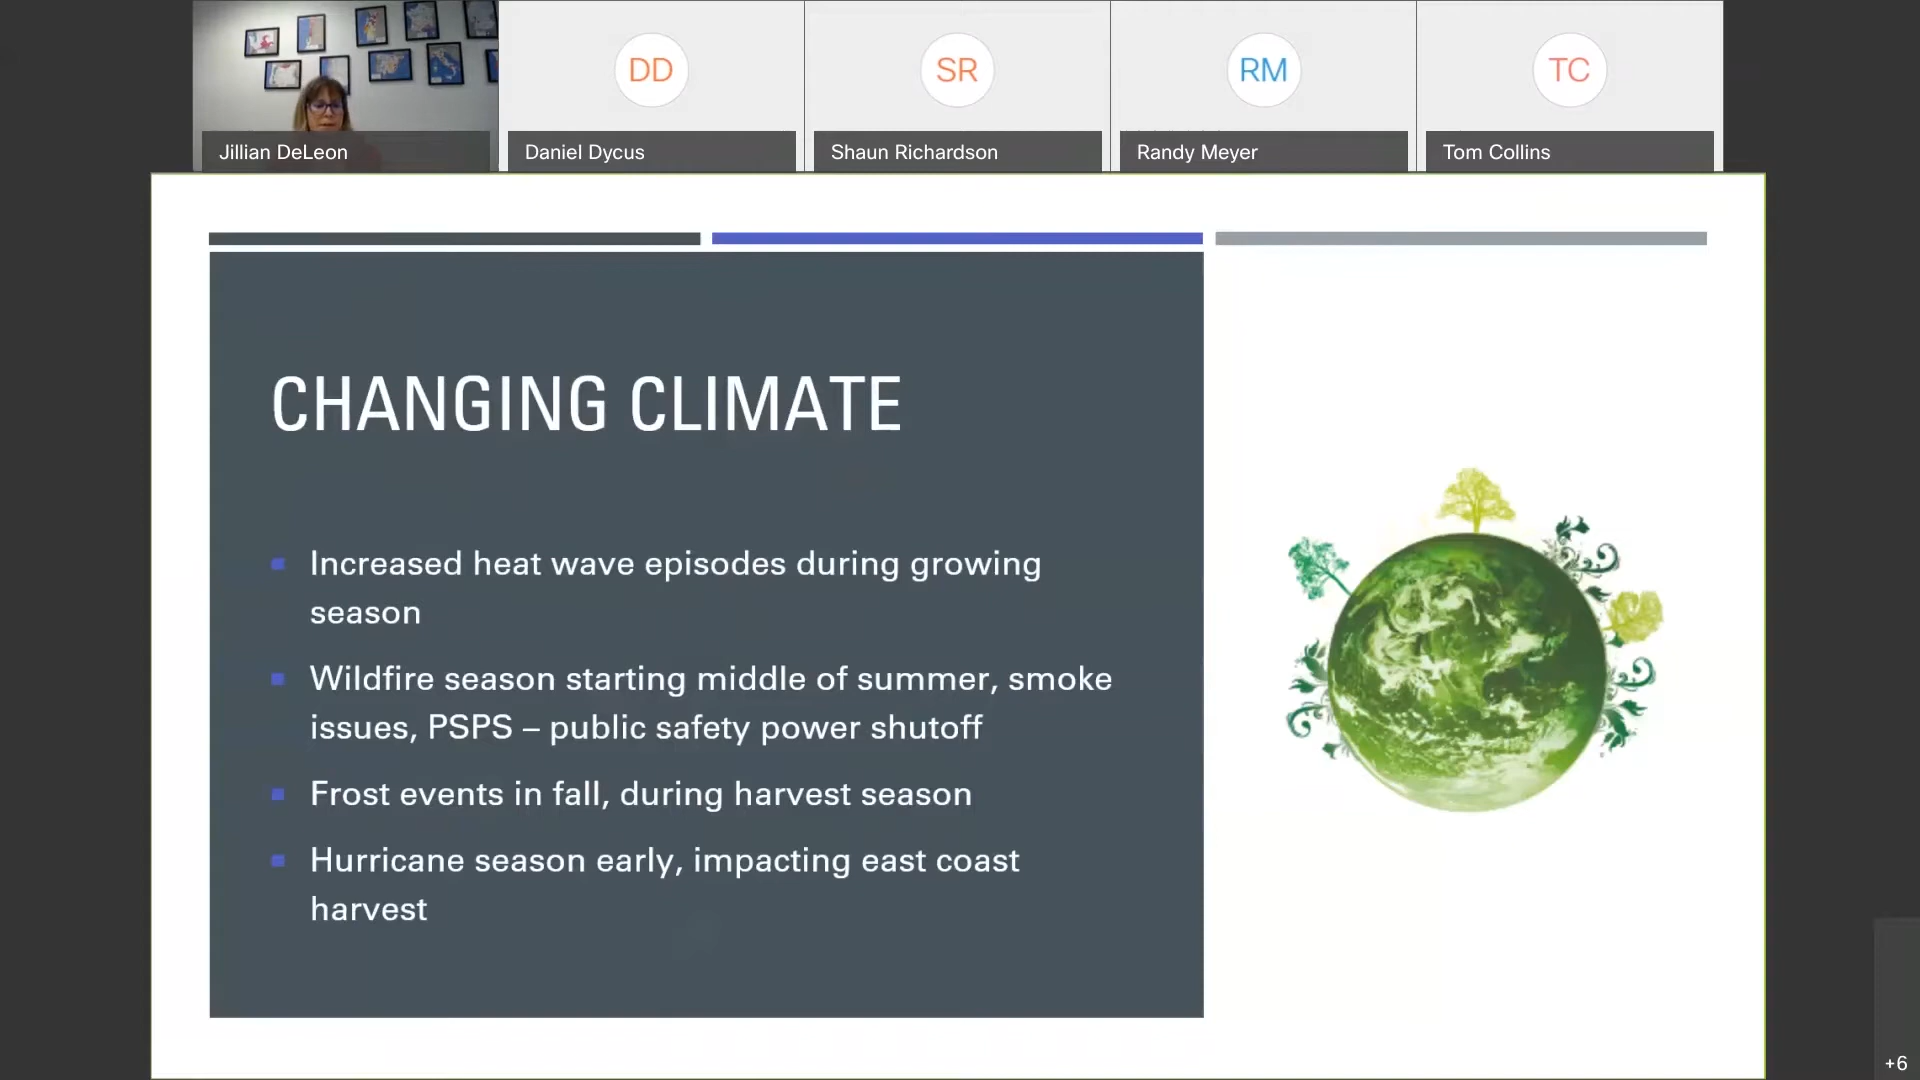 DD
SR
RM
TC
Jillian DeLeon
Daniel Dycus
Shaun Richardson
Randy Meyer
Tom Collins
CHANGING CLIMATE
Increased heat wave episodes during growing
season
Wildfire season starting middle of summer, smoke
issues, PSPS – public safety power shutoff
Frost events in fall, during harvest season
Hurricane season early, impacting east coast
harvest
+6